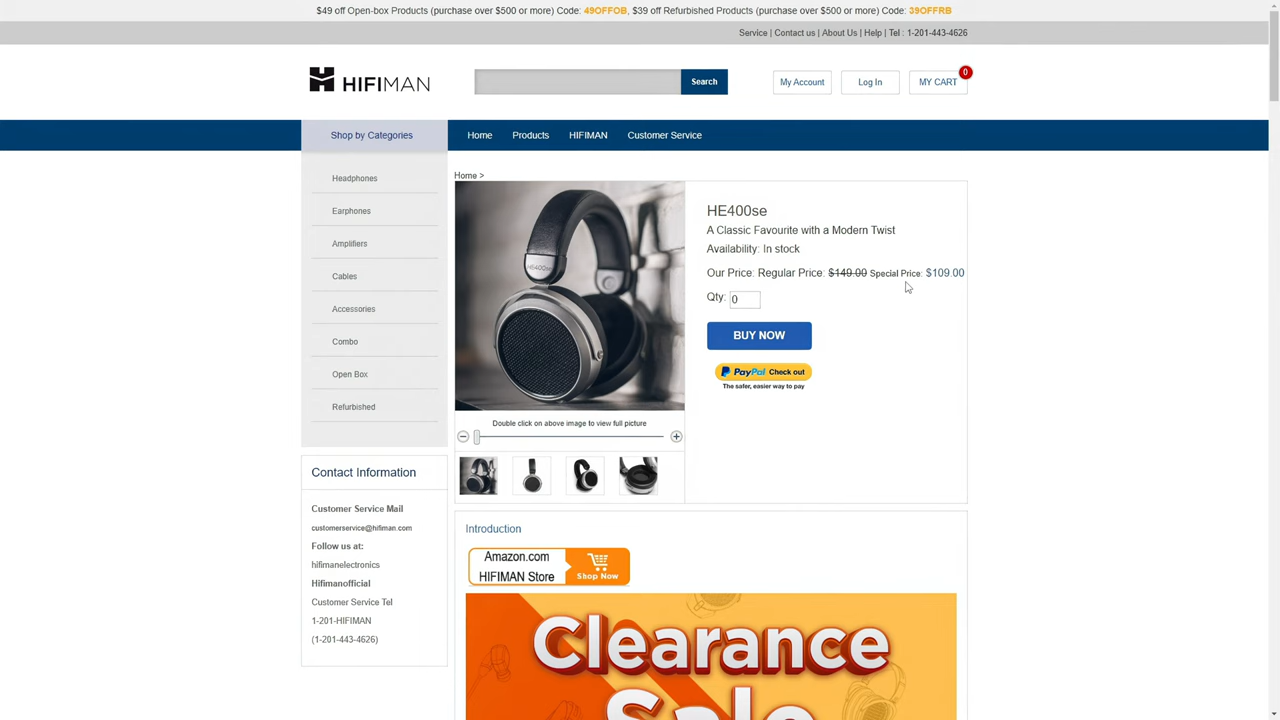 $49 off Open-box Products (purchase over $500 or more) Code: 49OFFOB, $39 off Refurbished Products (purchase over $500 or more) Code: 39OFFRB
Service | Contact us | About Us | Help | Tel : 1-201-443-4626
HIFIMAN
Search
My Account
Log In
MY CART
0
Shop by Categories
Home
Products
HIFIMAN
Customer Service
Headphones
Earphones
Amplifiers
Cables
Accessories
Combo
Open Box
Refurbished
Contact Information
Customer Service Mail
customerservice@hifiman.com
Follow us at:
hifimanelectronics
Hifimanofficial
Customer Service Tel
1-201-HIFIMAN
(1-201-443-4626)
Home >
HE400se
Double click on above image to view full picture
HE400se
A Classic Favourite with a Modern Twist
Availability: In stock
Our Price: Regular Price: $149.00 Special Price: $109.00
Qty: 0
BUY NOW
PayPal Check out
The safer, easier way to pay
Introduction
Amazon.com
HIFIMAN Store
Shop Now
Clearance
Sale